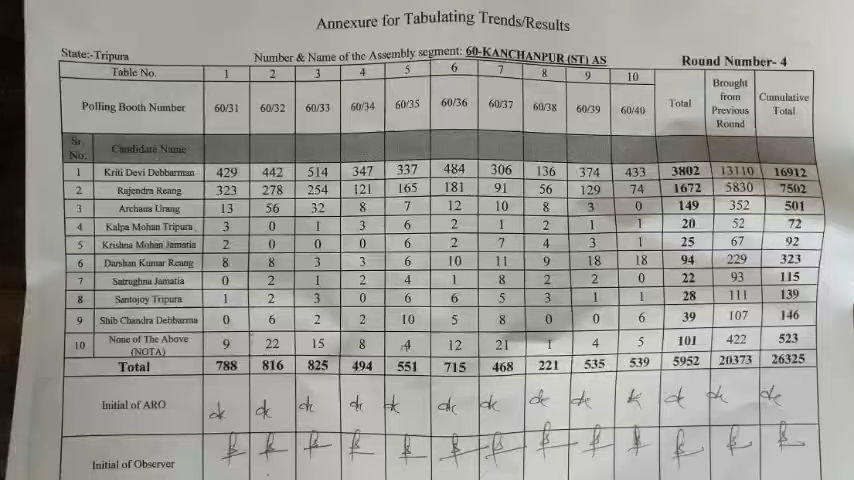 Annexure for Tabulating Trends/Results
State:-Tripura Number & Name of the Assembly segment: 60-KANCHANPUR (ST) AS Round Number- 4
Table No. 1 2 3 4 5 6 7 8 9 10 Total Brought from Previous Round Cumulative Total
Polling Booth Number 60/31 60/32 60/33 60/34 60/35 60/36 60/37 60/38 60/39 60/40
Sr. No. Candidate Name
1 Kriti Devi Debbarman 429 442 514 347 337 484 306 136 374 433 3802 13110 16912
2 Rajendra Reang 323 278 254 121 165 181 91 56 129 74 1672 5830 7502
3 Archana Urang 13 56 32 8 7 12 10 8 3 0 149 352 501
4 Kalpa Mohan Tripura 3 0 1 3 6 2 1 2 1 1 20 52 72
5 Krishna Mohan Jamatia 2 0 0 0 6 2 7 4 3 1 25 67 92
6 Darshan Kumar Reang 8 8 3 3 6 10 11 9 18 18 94 229 323
7 Satrughna Jamatia 0 2 1 2 4 1 8 2 2 0 22 93 115
8 Santojoy Tripura 1 2 3 0 6 6 5 3 1 1 28 111 139
9 Shib Chandra Debbarma 0 6 2 2 10 5 8 0 0 6 39 107 146
10 None of The Above (NOTA) 9 22 15 8 4 12 21 1 4 5 101 422 523
Total 788 816 825 494 551 715 468 221 535 539 5952 20373 26325
Initial of ARO
Initial of Observer